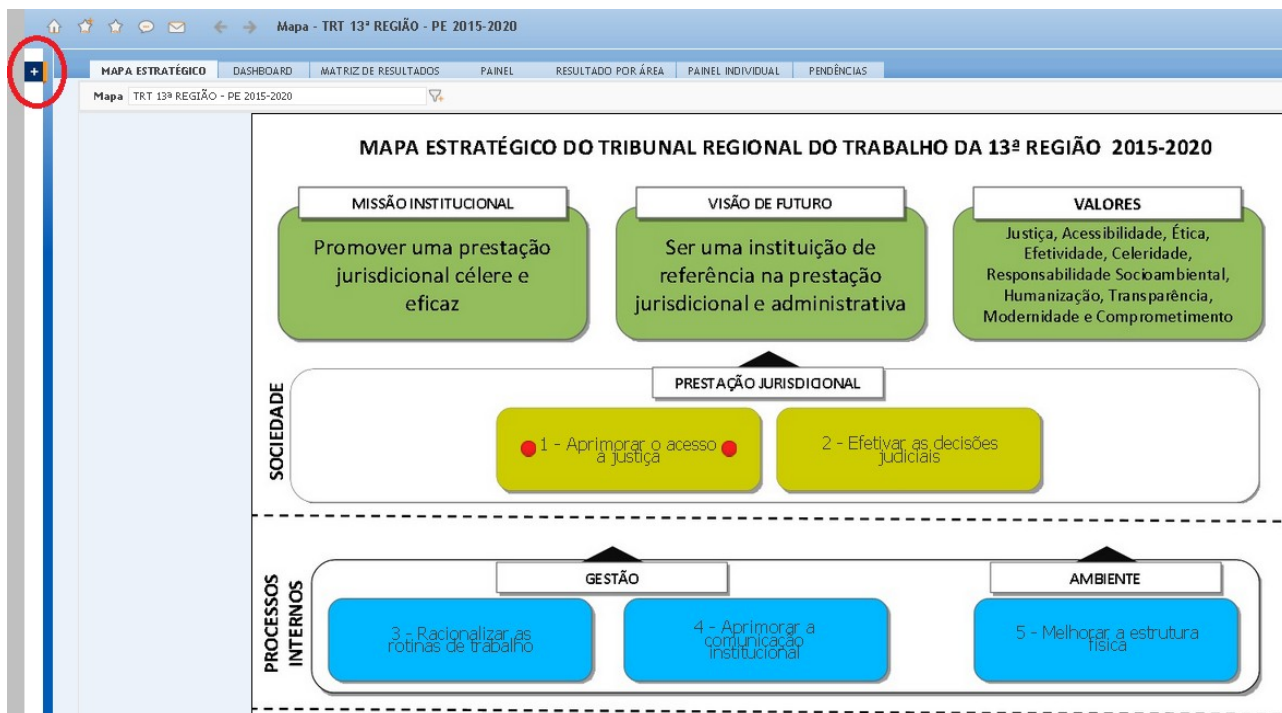 Mapa - TRT 13ª REGIÃO - PE 2015-2020
+
MAPA ESTRATÉGICO DASHBOARD MATRIZ DE RESULTADOS PAINEL RESULTADO POR ÁREA PAINEL INDIVIDUAL PENDÊNCIAS
Mapa TRT 13ª REGIÃO - PE 2015-2020
MAPA ESTRATÉGICO DO TRIBUNAL REGIONAL DO TRABALHO DA 13ª REGIÃO 2015-2020
MISSÃO INSTITUCIONAL
Promover uma prestação
jurisdicional célere e
eficaz
VISÃO DE FUTURO
Ser uma instituição de
referência na prestação
jurisdicional e administrativa
VALORES
Justiça, Acessibilidade, Ética,
Efetividade, Celeridade,
Responsabilidade Socioambiental,
Humanização, Transparência,
Modernidade e Comprometimento
SOCIEDADE
PRESTAÇÃO JURISDICIONAL
1 - Aprimorar o acesso
à justiça
2 - Efetivar as decisões
judiciais
PROCESSOS
INTERNOS
GESTÃO
3 - Racionalizar as
rotinas de trabalho
4 - Aprimorar a
comunicação
institucional
AMBIENTE
5 - Melhorar a estrutura
física